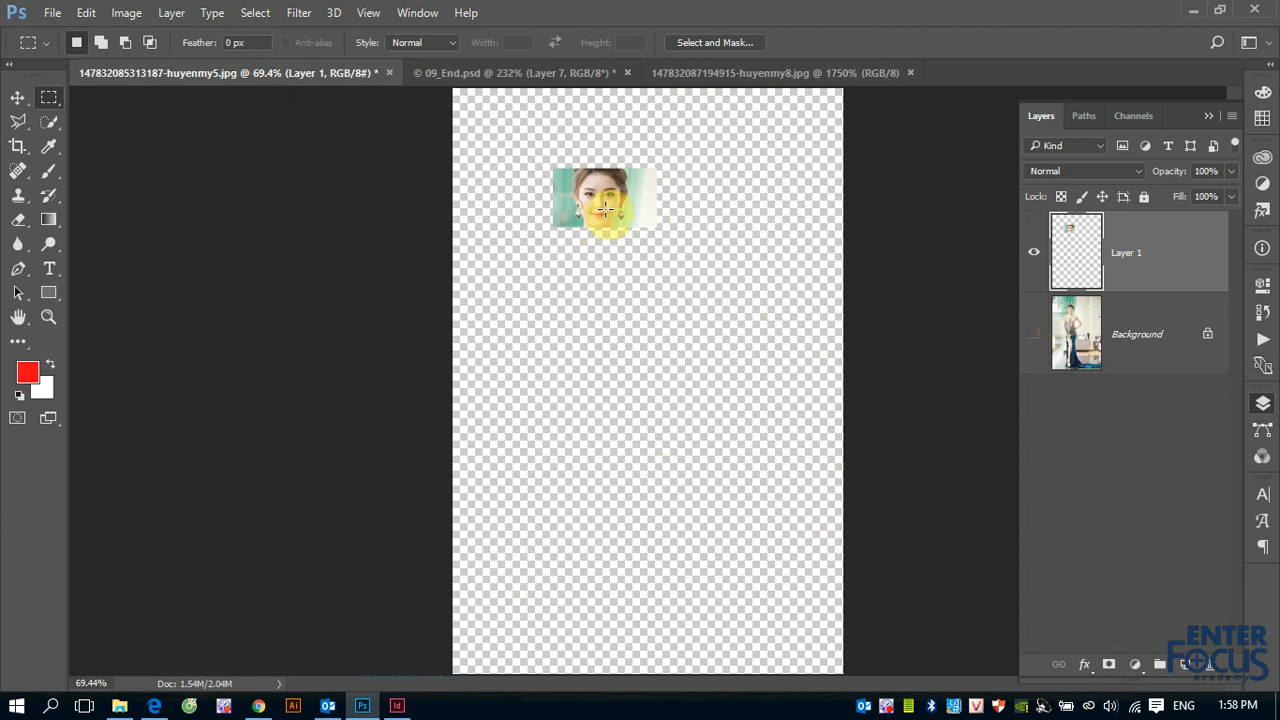 Ps File Edit Image Layer Type Select Filter 3D View Window Help
Feather: 0 px Anti-alias Style: Normal Width: Height: Select and Mask...
147832085313187-huyenmy5.jpg @ 69.4% (Layer 1, RGB/8#) * × © 09_End.psd @ 232% (Layer 7, RGB/8*) * × 147832087194915-huyenmy8.jpg @ 1750% (RGB/8) ×
Layers Paths Channels
Kind
Normal Opacity: 100%
Lock: Fill: 100%
Layer 1
Background
ENTER
FOCUS
academy
69.44% Doc: 1.54M/2.04M
Ai Ps Id ENG 1:58 PM